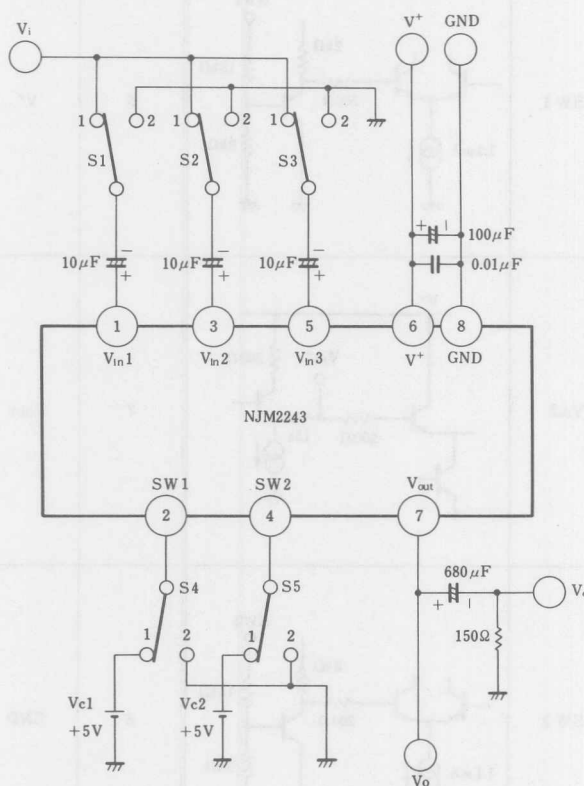 Vi
V+
GND
1
2
1
2
1
2
S1
S2
S3
+ −
100μF
0.01μF
−
10μF
+
−
10μF
+
−
10μF
+
1
3
5
6
8
Vin1
VIn2
VIn3
V+
GND
NJM2243
SW1
SW2
Vout
2
4
7
680μF
+ −
S4
S5
1
2
1
2
150Ω
Vc1
+5V
Vc2
+5V
Vo